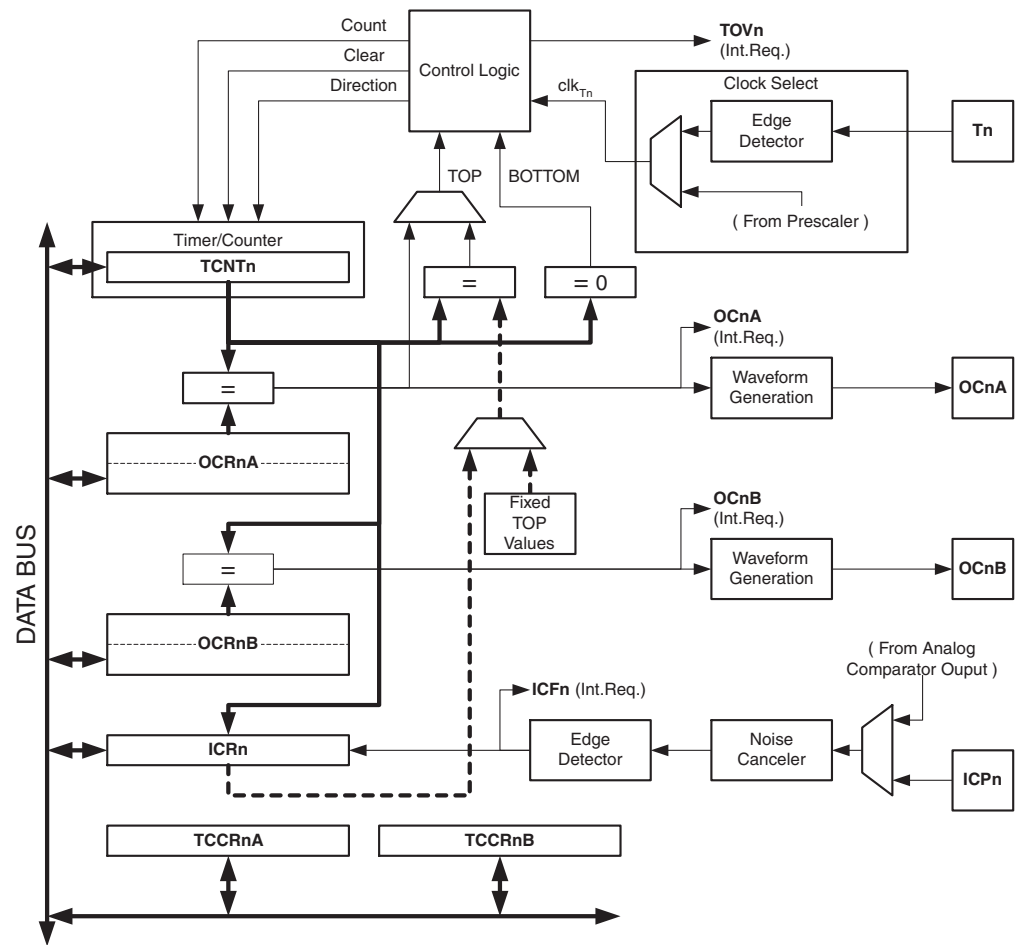 Count
Clear
Direction
Control Logic
TOVn
(Int.Req.)
clkTn
Clock Select
Edge
Detector
Tn
( From Prescaler )
TOP
BOTTOM
Timer/Counter
TCNTn
=
= 0
OCnA
(Int.Req.)
=
Waveform
Generation
OCnA
OCRnA
Fixed
TOP
Values
OCnB
(Int.Req.)
=
Waveform
Generation
OCnB
OCRnB
DATA BUS
( From Analog
Comparator Ouput )
ICFn (Int.Req.)
ICRn
Edge
Detector
Noise
Canceler
ICPn
TCCRnA
TCCRnB